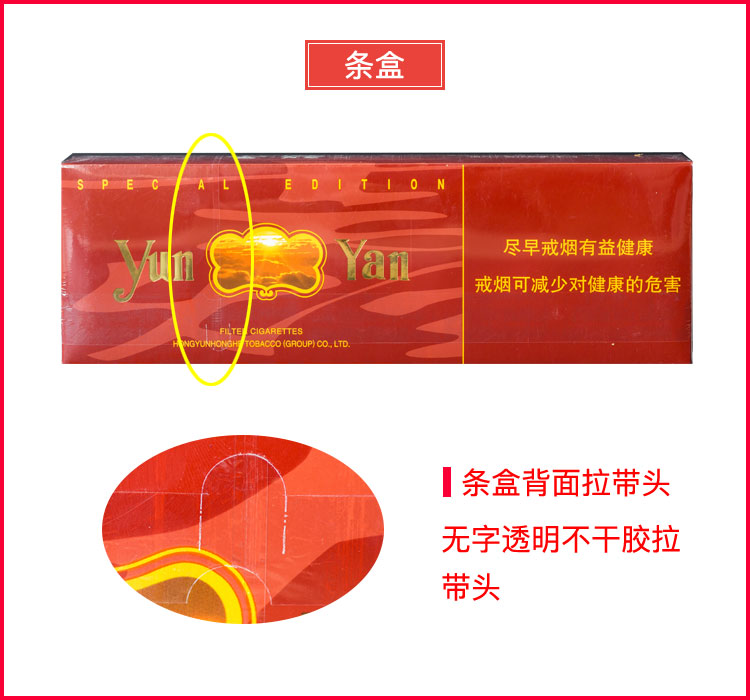 条盒
SPECIAL EDITION
Yun Yan
尽早戒烟有益健康
戒烟可减少对健康的危害
FILTER CIGARETTES
HONGYUNHONGHE TOBACCO (GROUP) CO., LTD.
条盒背面拉带头
无字透明不干胶拉
带头